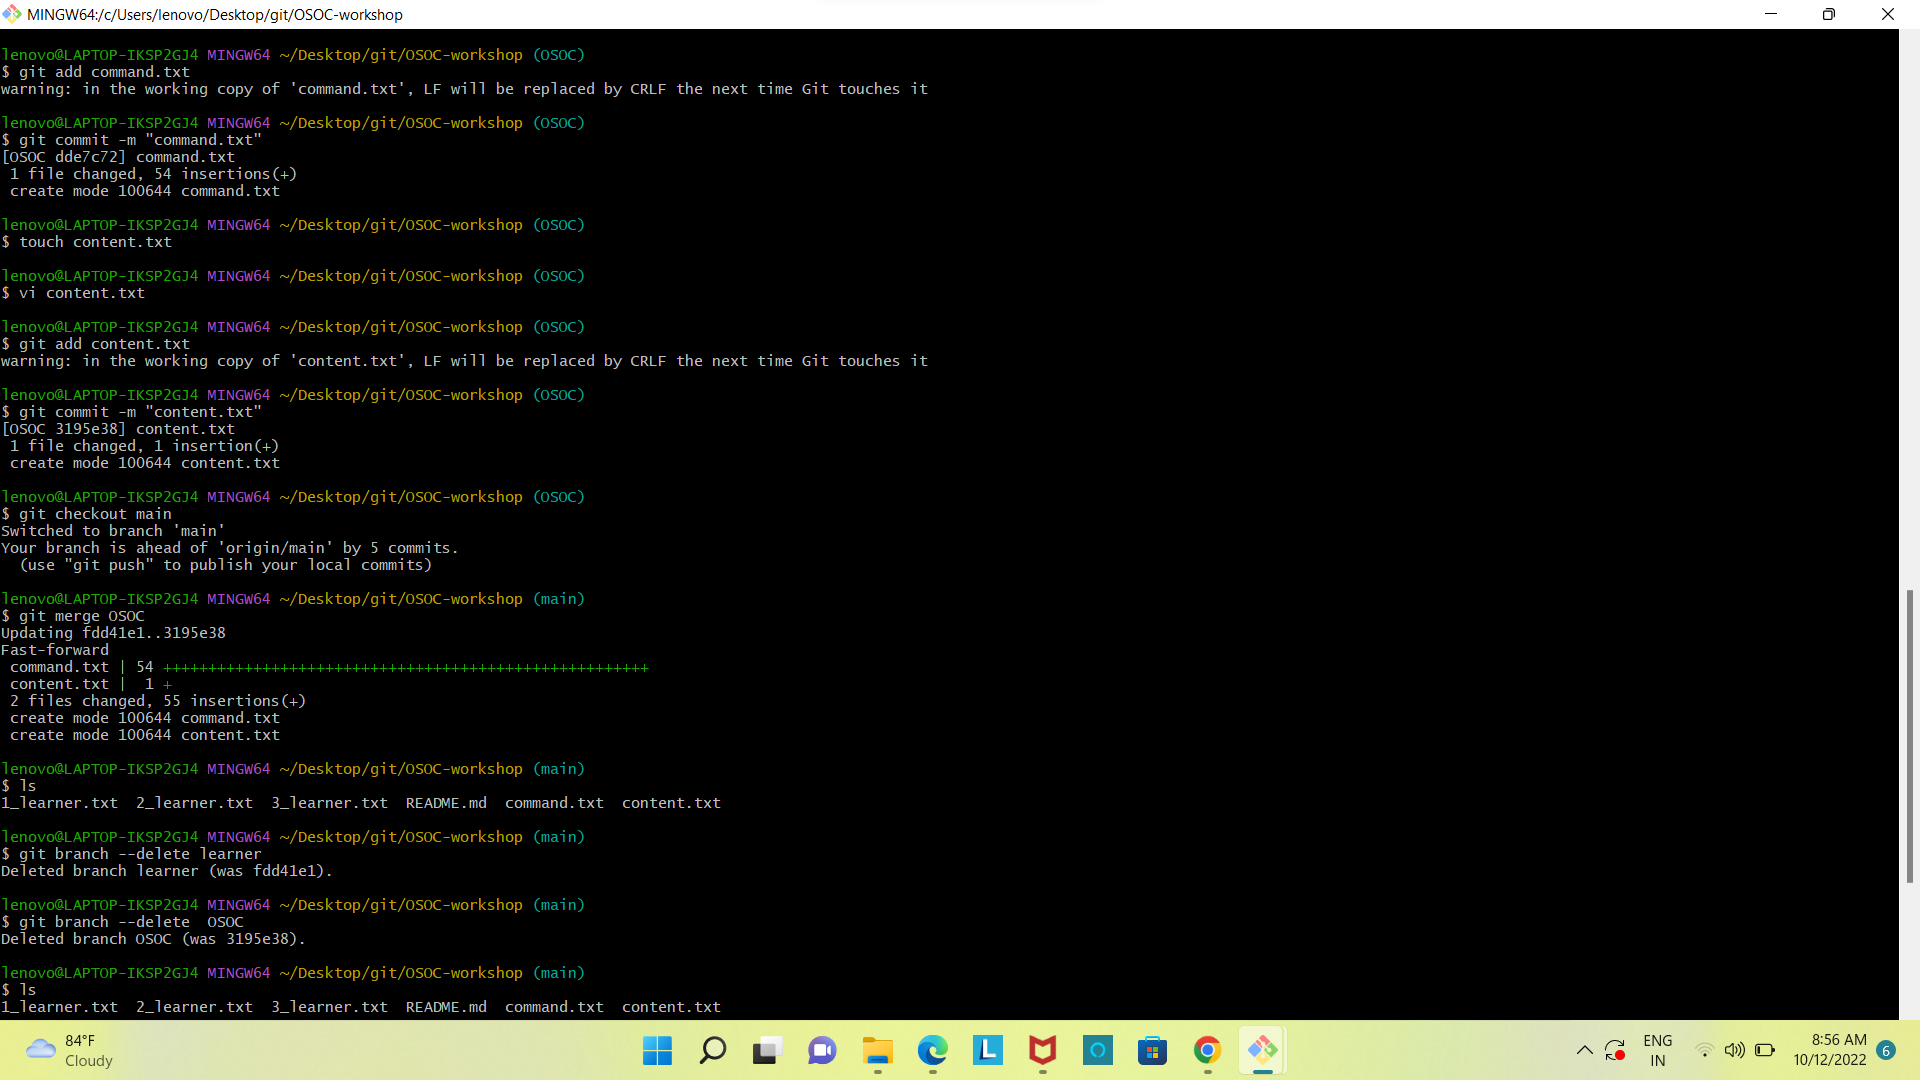 MINGW64:/c/Users/lenovo/Desktop/git/OSOC-workshop
lenovo@LAPTOP-IKSP2GJ4 MINGW64 ~/Desktop/git/OSOC-workshop (OSOC)
$ git add command.txt
warning: in the working copy of 'command.txt', LF will be replaced by CRLF the next time Git touches it
lenovo@LAPTOP-IKSP2GJ4 MINGW64 ~/Desktop/git/OSOC-workshop (OSOC)
$ git commit -m "command.txt"
[OSOC dde7c72] command.txt
 1 file changed, 54 insertions(+)
 create mode 100644 command.txt
lenovo@LAPTOP-IKSP2GJ4 MINGW64 ~/Desktop/git/OSOC-workshop (OSOC)
$ touch content.txt
lenovo@LAPTOP-IKSP2GJ4 MINGW64 ~/Desktop/git/OSOC-workshop (OSOC)
$ vi content.txt
lenovo@LAPTOP-IKSP2GJ4 MINGW64 ~/Desktop/git/OSOC-workshop (OSOC)
$ git add content.txt
warning: in the working copy of 'content.txt', LF will be replaced by CRLF the next time Git touches it
lenovo@LAPTOP-IKSP2GJ4 MINGW64 ~/Desktop/git/OSOC-workshop (OSOC)
$ git commit -m "content.txt"
[OSOC 3195e38] content.txt
 1 file changed, 1 insertion(+)
 create mode 100644 content.txt
lenovo@LAPTOP-IKSP2GJ4 MINGW64 ~/Desktop/git/OSOC-workshop (OSOC)
$ git checkout main
Switched to branch 'main'
Your branch is ahead of 'origin/main' by 5 commits.
  (use "git push" to publish your local commits)
lenovo@LAPTOP-IKSP2GJ4 MINGW64 ~/Desktop/git/OSOC-workshop (main)
$ git merge OSOC
Updating fdd41e1..3195e38
Fast-forward
 command.txt | 54 ++++++++++++++++++++++++++++++++++++++++++++++++++++++
 content.txt |  1 +
 2 files changed, 55 insertions(+)
 create mode 100644 command.txt
 create mode 100644 content.txt
lenovo@LAPTOP-IKSP2GJ4 MINGW64 ~/Desktop/git/OSOC-workshop (main)
$ ls
1_learner.txt  2_learner.txt  3_learner.txt  README.md  command.txt  content.txt
lenovo@LAPTOP-IKSP2GJ4 MINGW64 ~/Desktop/git/OSOC-workshop (main)
$ git branch --delete learner
Deleted branch learner (was fdd41e1).
lenovo@LAPTOP-IKSP2GJ4 MINGW64 ~/Desktop/git/OSOC-workshop (main)
$ git branch --delete  OSOC
Deleted branch OSOC (was 3195e38).
lenovo@LAPTOP-IKSP2GJ4 MINGW64 ~/Desktop/git/OSOC-workshop (main)
$ ls
1_learner.txt  2_learner.txt  3_learner.txt  README.md  command.txt  content.txt
84°F
Cloudy
L
ENG
IN
8:56 AM
10/12/2022
6